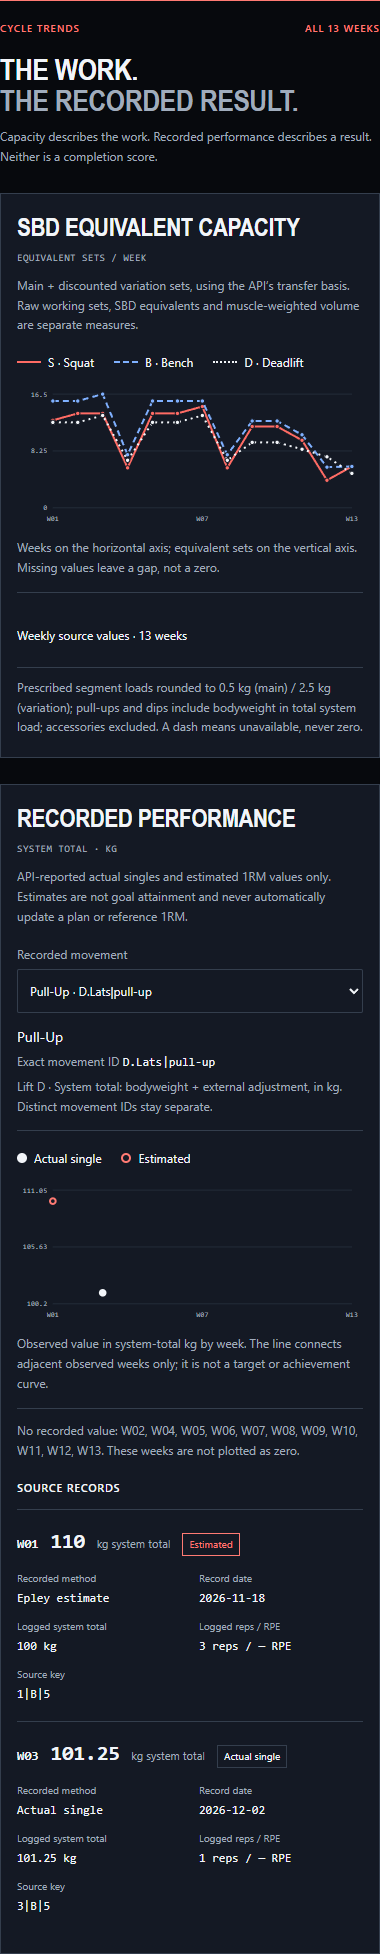 CYCLE TRENDS
ALL 13 WEEKS
THE WORK.
THE RECORDED RESULT.
Capacity describes the work. Recorded performance describes a result.
Neither is a completion score.
SBD EQUIVALENT CAPACITY
EQUIVALENT SETS / WEEK
Main + discounted variation sets, using the API's transfer basis.
Raw working sets, SBD equivalents and muscle-weighted volume
are separate measures.
S · Squat
B · Bench
D · Deadlift
16.5
8.25
0
W01
W07
W13
Weeks on the horizontal axis; equivalent sets on the vertical axis.
Missing values leave a gap, not a zero.
Weekly source values · 13 weeks
Prescribed segment loads rounded to 0.5 kg (main) / 2.5 kg
(variation); pull-ups and dips include bodyweight in total system
load; accessories excluded. A dash means unavailable, never zero.
RECORDED PERFORMANCE
SYSTEM TOTAL · KG
API-reported actual singles and estimated 1RM values only.
Estimates are not goal attainment and never automatically
update a plan or reference 1RM.
Recorded movement
Pull-Up · D.Lats|pull-up
Pull-Up
Exact movement ID D.Lats|pull-up
Lift D · System total: bodyweight + external adjustment, in kg.
Distinct movement IDs stay separate.
Actual single
Estimated
111.05
105.63
100.2
W01
W07
W13
Observed value in system-total kg by week. The line connects
adjacent observed weeks only; it is not a target or achievement
curve.
No recorded value: W02, W04, W05, W06, W07, W08, W09, W10,
W11, W12, W13. These weeks are not plotted as zero.
SOURCE RECORDS
W01 110 kg system total Estimated
Recorded method
Epley estimate
Record date
2026-11-18
Logged system total
100 kg
Logged reps / RPE
3 reps / — RPE
Source key
1|B|5
W03 101.25 kg system total Actual single
Recorded method
Actual single
Record date
2026-12-02
Logged system total
101.25 kg
Logged reps / RPE
1 reps / — RPE
Source key
3|B|5